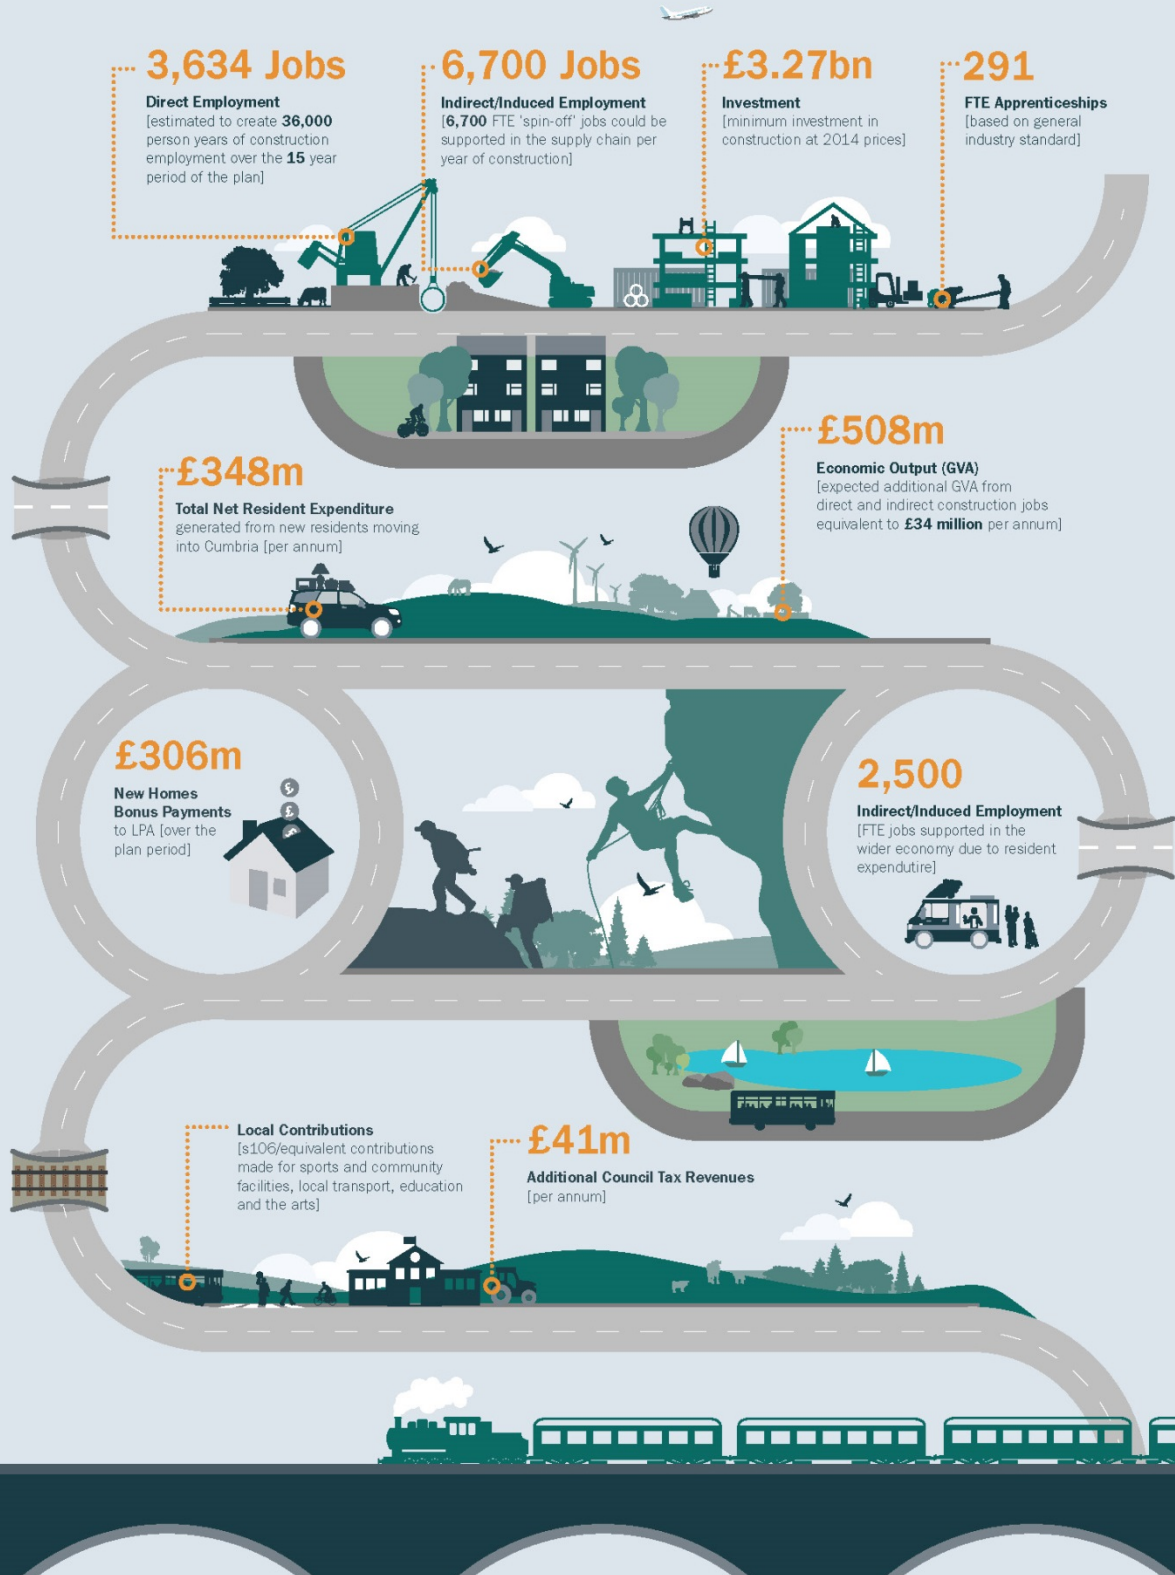 3,634 Jobs
Direct Employment
[estimated to create 36,000
person years of construction
employment over the 15 year
period of the plan]
6,700 Jobs
Indirect/Induced Employment
[6,700 FTE 'spin-off' jobs could be
supported in the supply chain per
year of construction]
£3.27bn
Investment
[minimum investment in
construction at 2014 prices]
291
FTE Apprenticeships
[based on general
industry standard]
£348m
Total Net Resident Expenditure
generated from new residents moving
into Cumbria [per annum]
£508m
Economic Output (GVA)
[expected additional GVA from
direct and indirect construction jobs
equivalent to £34 million per annum]
£306m
New Homes
Bonus Payments
to LPA [over the
plan period]
£
£
2,500
Indirect/Induced Employment
[FTE jobs supported in the
wider economy due to resident
expendutire]
Local Contributions
[s106/equivalent contributions
made for sports and community
facilities, local transport, education
and the arts]
£41m
Additional Council Tax Revenues
[per annum]